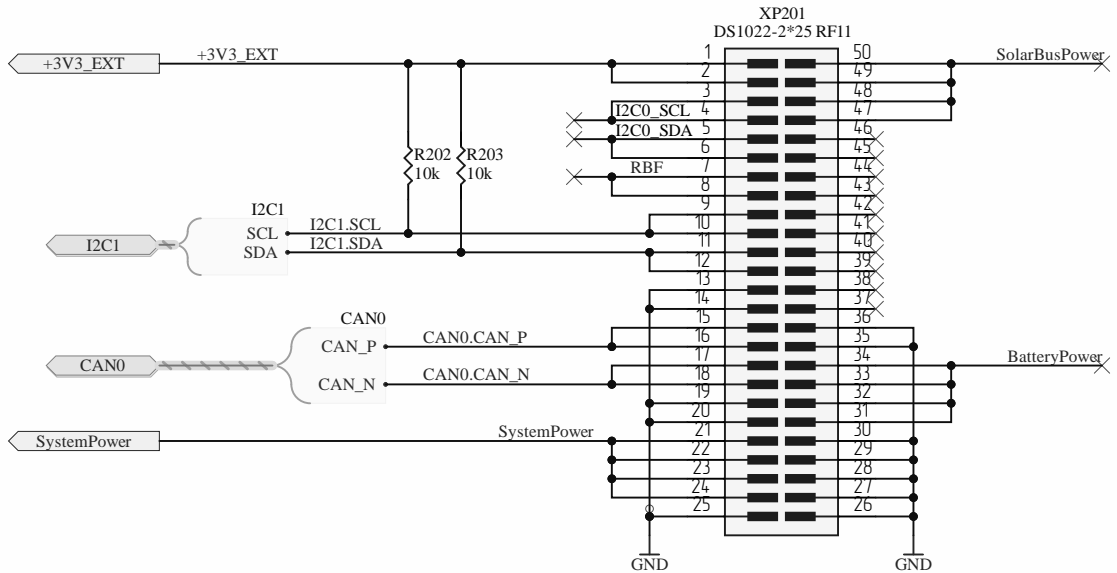 XP201
DS1022-2*25 RF11
+3V3_EXT
+3V3_EXT
SolarBusPower
R202
10k
R203
10k
I2C0_SCL
I2C0_SDA
RBF
I2C1
I2C1
SCL
SDA
I2C1.SCL
I2C1.SDA
CAN0
CAN0
CAN_P
CAN_N
CAN0.CAN_P
CAN0.CAN_N
BatteryPower
SystemPower
SystemPower
1 50
2 49
3 48
4 47
5 46
6 45
7 44
8 43
9 42
10 41
11 40
12 39
13 38
14 37
15 36
16 35
17 34
18 33
19 32
20 31
21 30
22 29
23 28
24 27
25 26
GND
GND